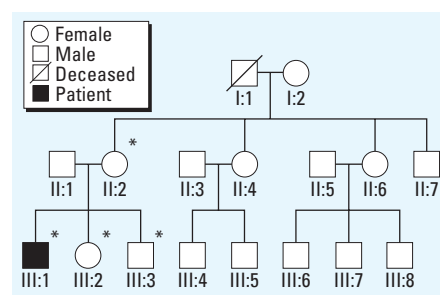 Female
Male
Deceased
Patient
I:1 I:2
*
II:1 II:2 II:3 II:4 II:5 II:6 II:7
* * *
III:1 III:2 III:3 III:4 III:5 III:6 III:7 III:8